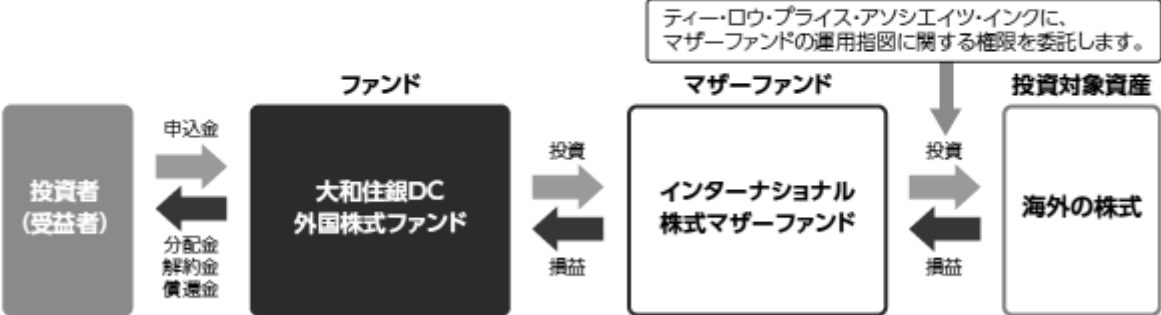 ティー・ロウ・プライス・アソシエイツ・インクに、
マザーファンドの運用指図に関する権限を委託します。
ファンド
マザーファンド
投資対象資産
投資者
(受益者)
申込金
分配金
解約金
償還金
大和住銀DC
外国株式ファンド
投資
損益
インターナショナル
株式マザーファンド
投資
損益
海外の株式